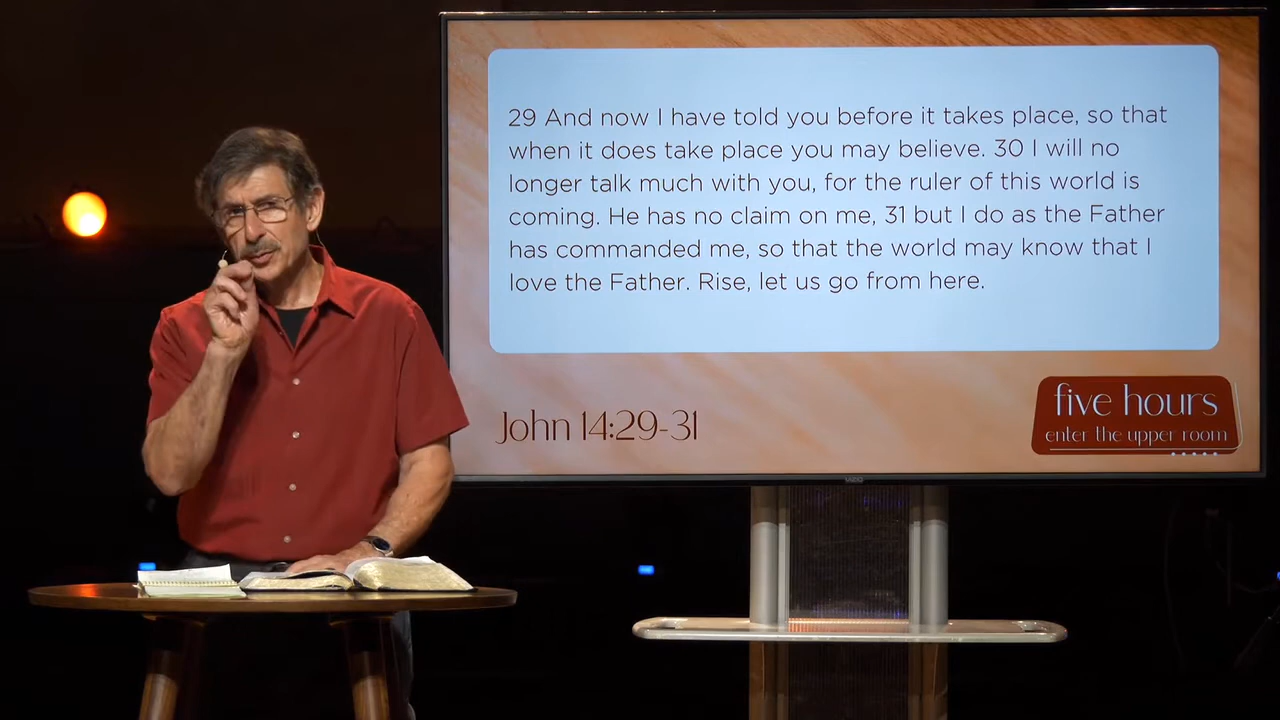 29 And now I have told you before it takes place, so that
when it does take place you may believe. 30 I will no
longer talk much with you, for the ruler of this world is
coming. He has no claim on me, 31 but I do as the Father
has commanded me, so that the world may know that I
love the Father. Rise, let us go from here.
John 14:29-31
five hours
enter the upper room
VIZIO